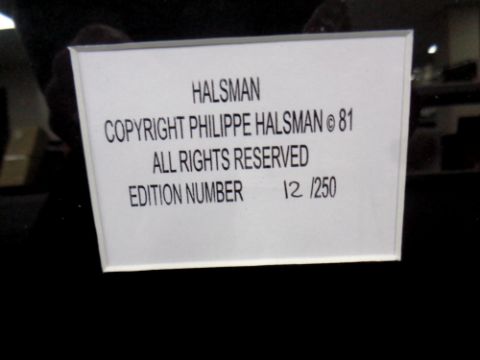 HALSMAN
COPYRIGHT PHILIPPE HALSMAN © 81
ALL RIGHTS RESERVED
EDITION NUMBER 12 /250